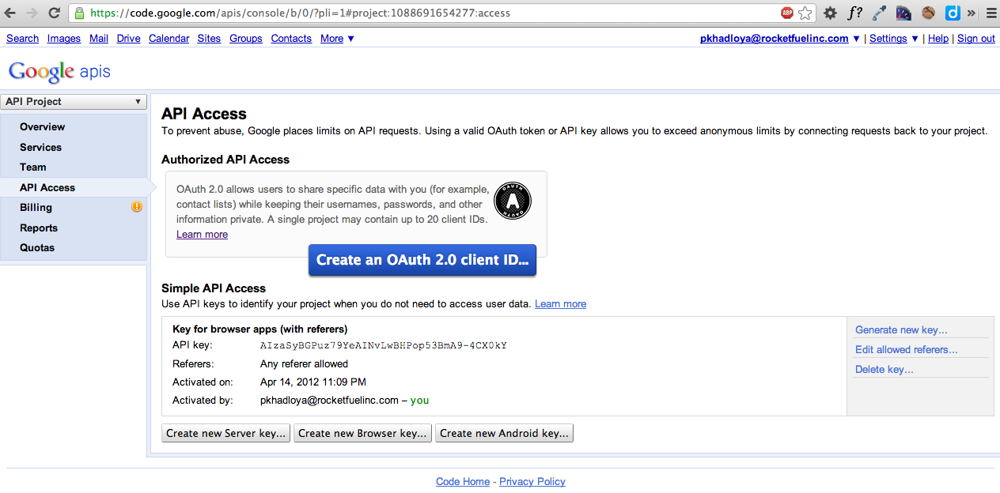 https://code.google.com/apis/console/b/0/?pli=1#project:1088691654277:access
ABP
f?
d
»
Search Images Mail Drive Calendar Sites Groups Contacts More ▼
pkhadloya@rocketfuelinc.com ▼ | Settings ▼ | Help | Sign out
Google apis
API Project ▼
Overview
Services
Team
API Access
Billing
Reports
Quotas
API Access
To prevent abuse, Google places limits on API requests. Using a valid OAuth token or API key allows you to exceed anonymous limits by connecting requests back to your project.
Authorized API Access
OAuth 2.0 allows users to share specific data with you (for example,
contact lists) while keeping their usernames, passwords, and other
information private. A single project may contain up to 20 client IDs.
Learn more
OAUTH
A
OAUTH
Create an OAuth 2.0 client ID...
Simple API Access
Use API keys to identify your project when you do not need to access user data. Learn more
Key for browser apps (with referers)
API key: AIzaSyBGPuz79YeAINvLwBHPop53BmA9-4CX0kY
Referers: Any referer allowed
Activated on: Apr 14, 2012 11:09 PM
Activated by: pkhadloya@rocketfuelinc.com – you
Generate new key...
Edit allowed referers...
Delete key...
Create new Server key... Create new Browser key... Create new Android key...
Code Home - Privacy Policy